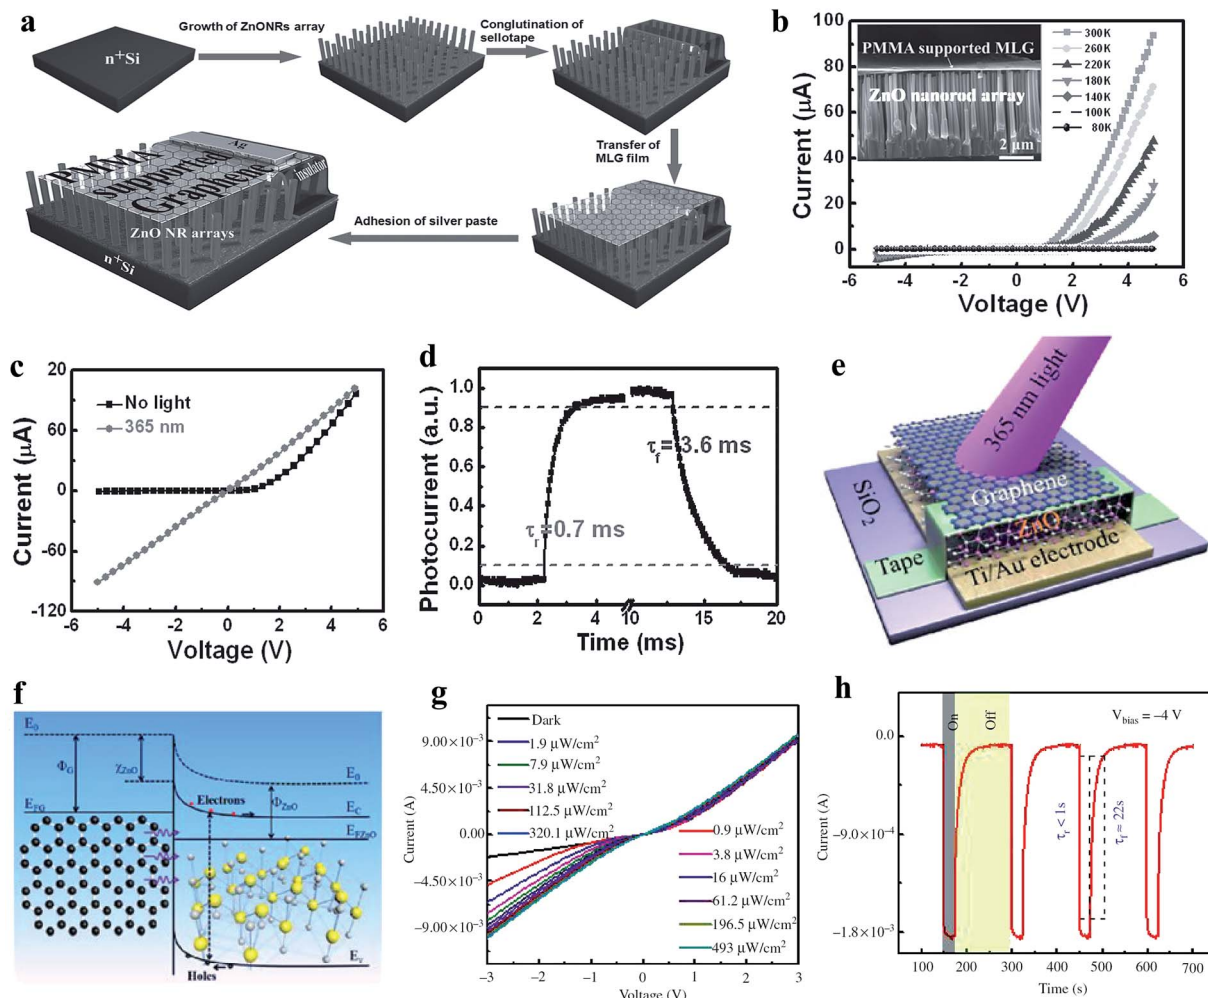 a
Growth of ZnONRs array
Conglutination of
sellotape
n⁺Si
Transfer of
MLG film
Adhesion of silver paste
Ag
PMMA
supported
Graphene
insulator
ZnO NR arrays
n⁺Si
b
Current (μA)
100
80
60
40
20
0
PMMA supported MLG
ZnO nanorod array
2 μm
300K
260K
220K
180K
140K
100K
80K
-6 -4 -2 0 2 4 6
Voltage (V)
c
Current (μA)
20
60
0
-60
-120
No light
365 nm
-6 -4 -2 0 2 4 6
Voltage (V)
d
Photocurrent (a.u.)
1.0
0.8
0.6
0.4
0.2
0.0
τr=0.7 ms
τf=3.6 ms
0 5 10 15 20
Time (ms)
e
365 nm light
Graphene
ZnO
SiO₂
Tape
Ti/Au electrode
f
E₀
Φ_G
χ_ZnO
E_FG
Electrons
E₀
Φ_ZnO
E_C
E_FZnO
Holes
E_V
g
Current (A)
9.00×10⁻³
4.50×10⁻³
0.00
−4.50×10⁻³
−9.00×10⁻³
Dark
1.9 μW/cm²
7.9 μW/cm²
31.8 μW/cm²
112.5 μW/cm²
320.1 μW/cm²
0.9 μW/cm²
3.8 μW/cm²
16 μW/cm²
61.2 μW/cm²
196.5 μW/cm²
493 μW/cm²
−3 −2 −1 0 1 2 3
Voltage (V)
h
Current (A)
0.0
−9.0×10⁻⁴
−1.8×10⁻³
On
Off
V_bias = −4 V
τr < 1s
τf ≈ 22s
100 200 300 400 500 600 700
Time (s)